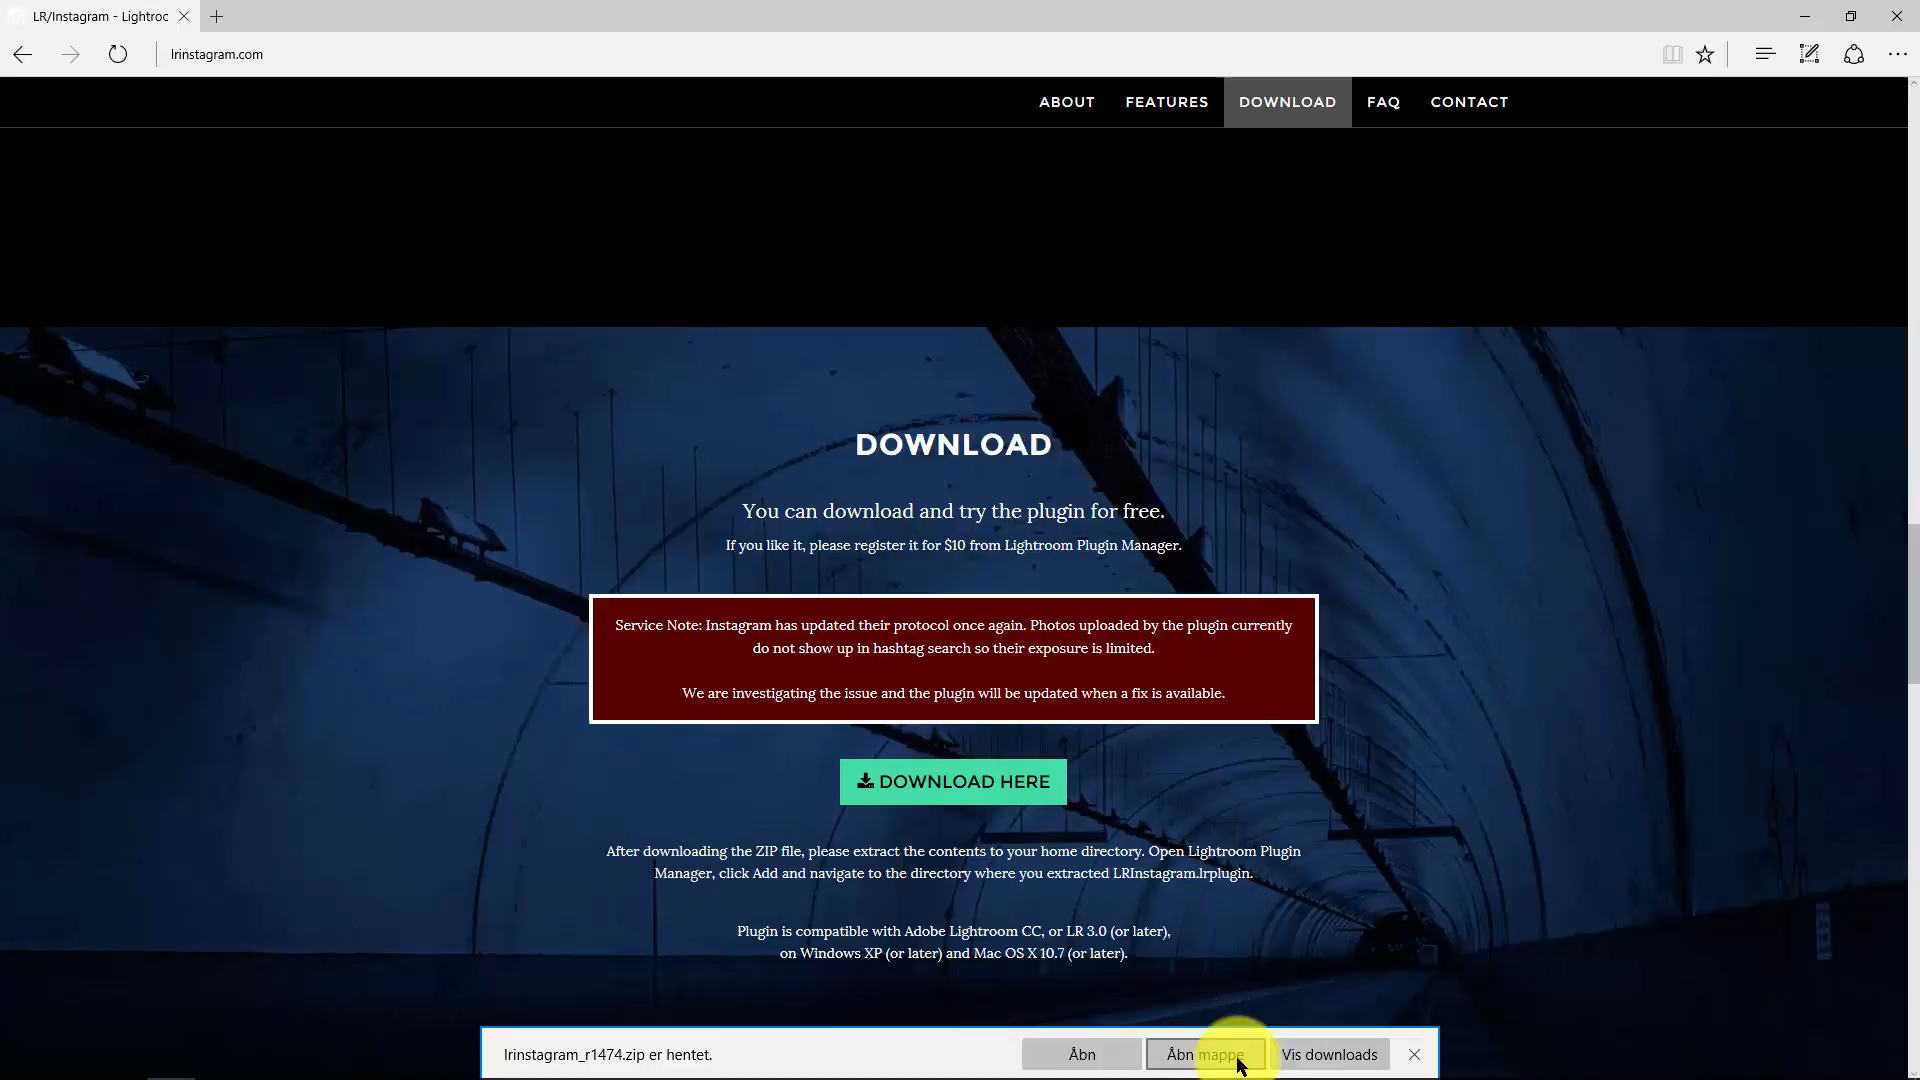 LR/Instagram - Lightroc
lrinstagram.com
ABOUT FEATURES DOWNLOAD FAQ CONTACT
DOWNLOAD
You can download and try the plugin for free.
If you like it, please register it for $10 from Lightroom Plugin Manager.
Service Note: Instagram has updated their protocol once again. Photos uploaded by the plugin currently
do not show up in hashtag search so their exposure is limited.
We are investigating the issue and the plugin will be updated when a fix is available.
DOWNLOAD HERE
After downloading the ZIP file, please extract the contents to your home directory. Open Lightroom Plugin
Manager, click Add and navigate to the directory where you extracted LRInstagram.lrplugin.
Plugin is compatible with Adobe Lightroom CC, or LR 3.0 (or later),
on Windows XP (or later) and Mac OS X 10.7 (or later).
lrinstagram_r1474.zip er hentet. Åbn Åbn mappe Vis downloads